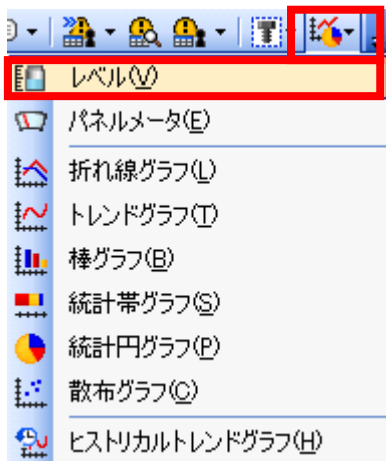 レベル(V)
パネルメータ(E)
折れ線グラフ(L)
トレンドグラフ(T)
棒グラフ(B)
統計帯グラフ(S)
統計円グラフ(P)
散布グラフ(C)
ヒストリカルトレンドグラフ(H)